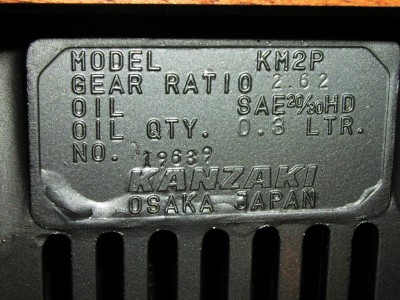 MODEL KM2P
GEAR RATIO 2.62
OIL SAE20/30HD
OIL QTY. 0.3 LTR.
NO. 19639
KANZAKI
OSAKA JAPAN